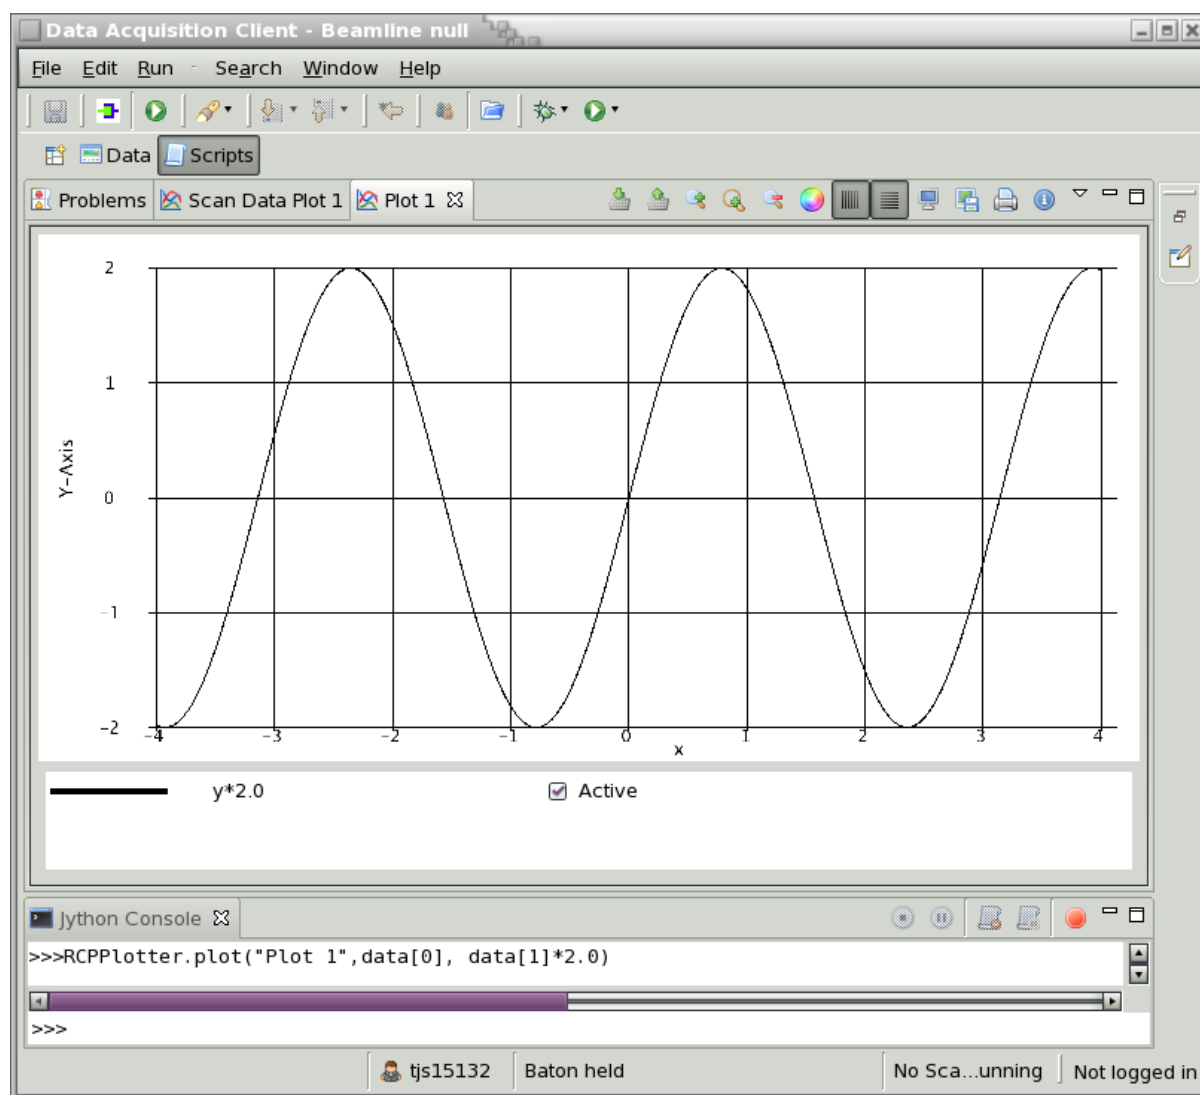 Data Acquisition Client - Beamline null
File Edit Run Search Window Help
Data Scripts
Problems Scan Data Plot 1 Plot 1
2
1
0
-1
-2
Y-Axis
-4 -3 -2 -1 0 1 2 3 4
x
y*2.0 Active
Jython Console
>>>RCPPlotter.plot("Plot 1",data[0], data[1]*2.0)
>>>
tjs15132 Baton held No Sca...unning Not logged in